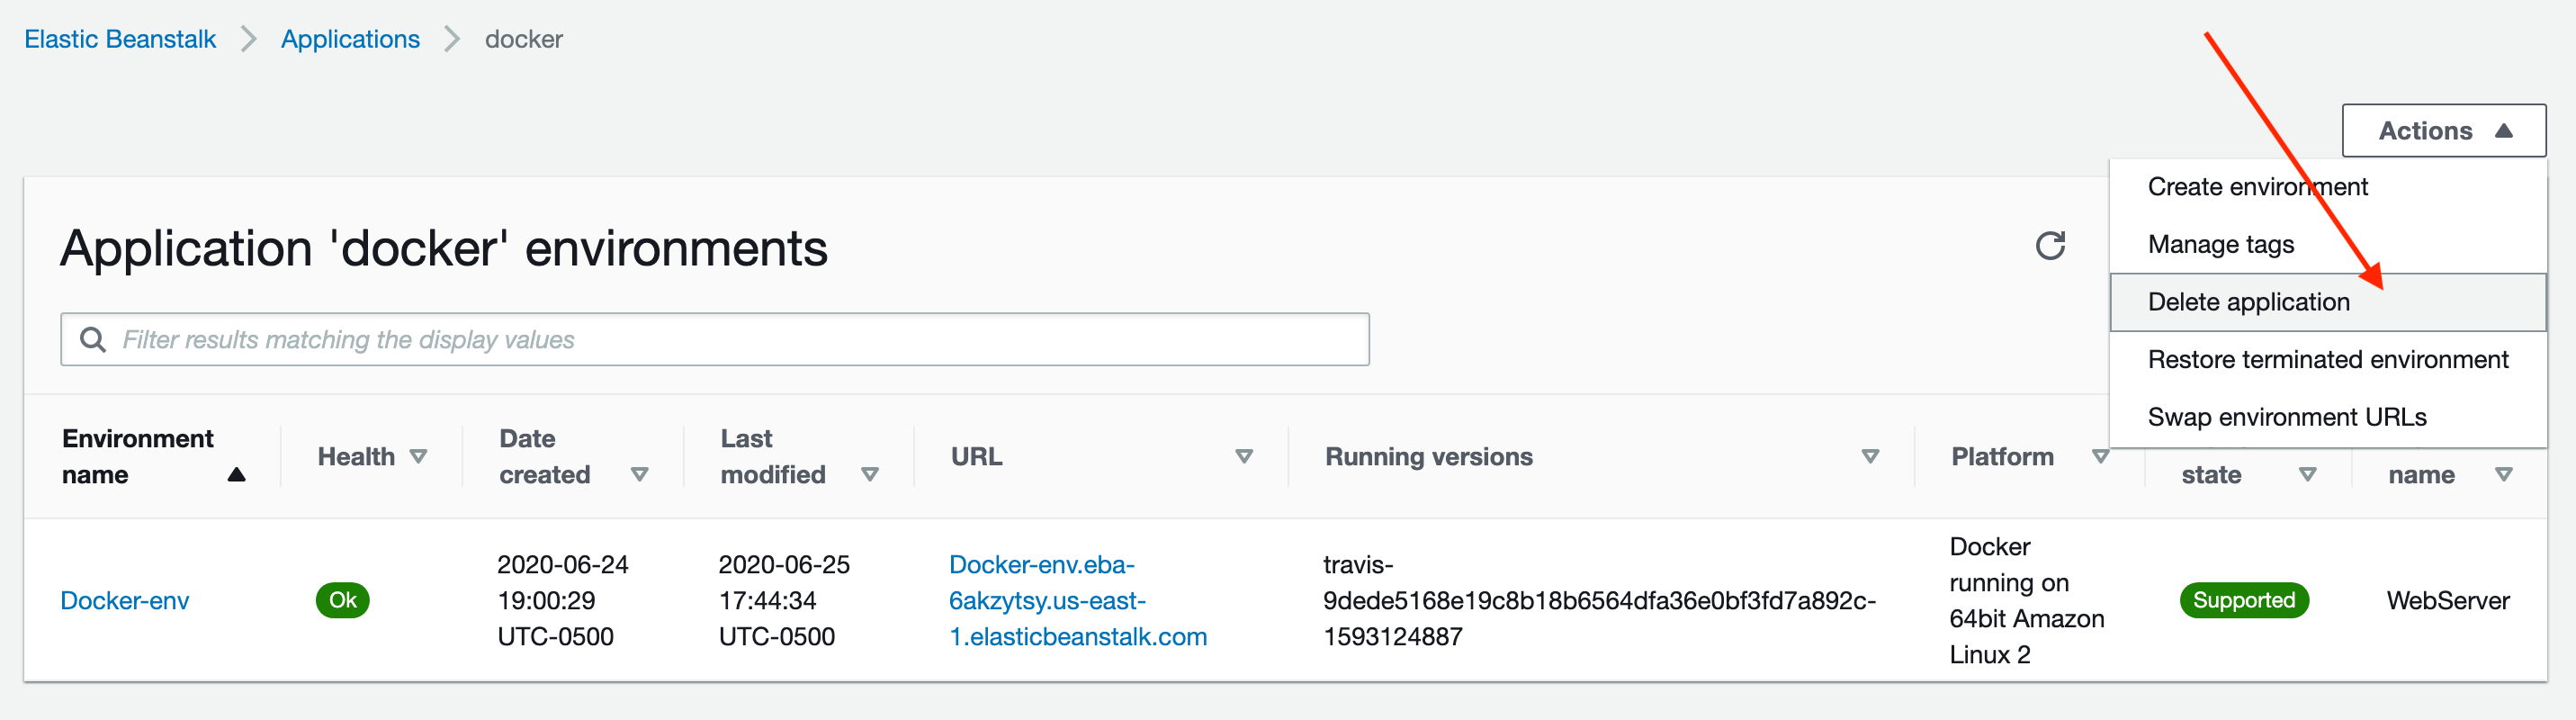 Elastic Beanstalk
Applications
docker
Actions
Create environment
Manage tags
Delete application
Restore terminated environment
Swap environment URLs
Application 'docker' environments
Filter results matching the display values
Environment
name
Health
Date
created
Last
modified
URL
Running versions
Platform
state
name
Docker-env
Ok
2020-06-24
19:00:29
UTC-0500
2020-06-25
17:44:34
UTC-0500
Docker-env.eba-
6akzytsy.us-east-
1.elasticbeanstalk.com
travis-
9dede5168e19c8b18b6564dfa36e0bf3fd7a892c-
1593124887
Docker
running on
64bit Amazon
Linux 2
Supported
WebServer